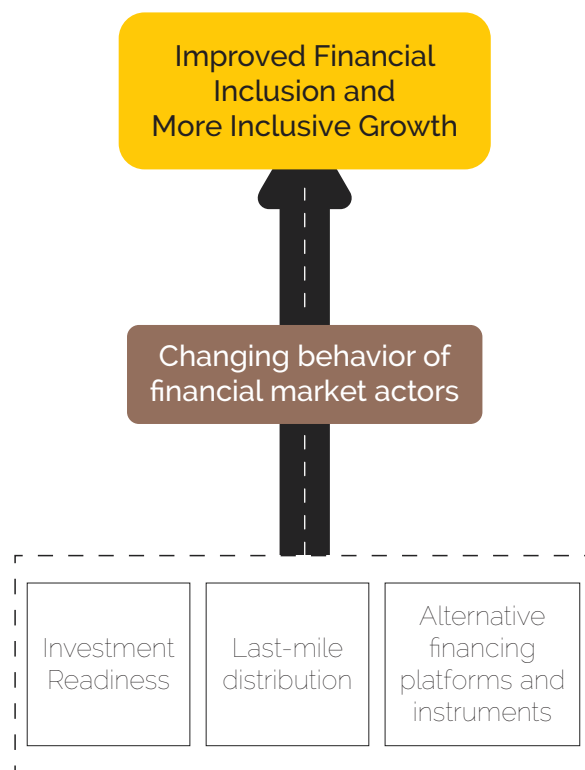 Improved Financial
Inclusion and
More Inclusive Growth
Changing behavior of
financial market actors
Investment
Readiness
Last-mile
distribution
Alternative
financing
platforms and
instruments